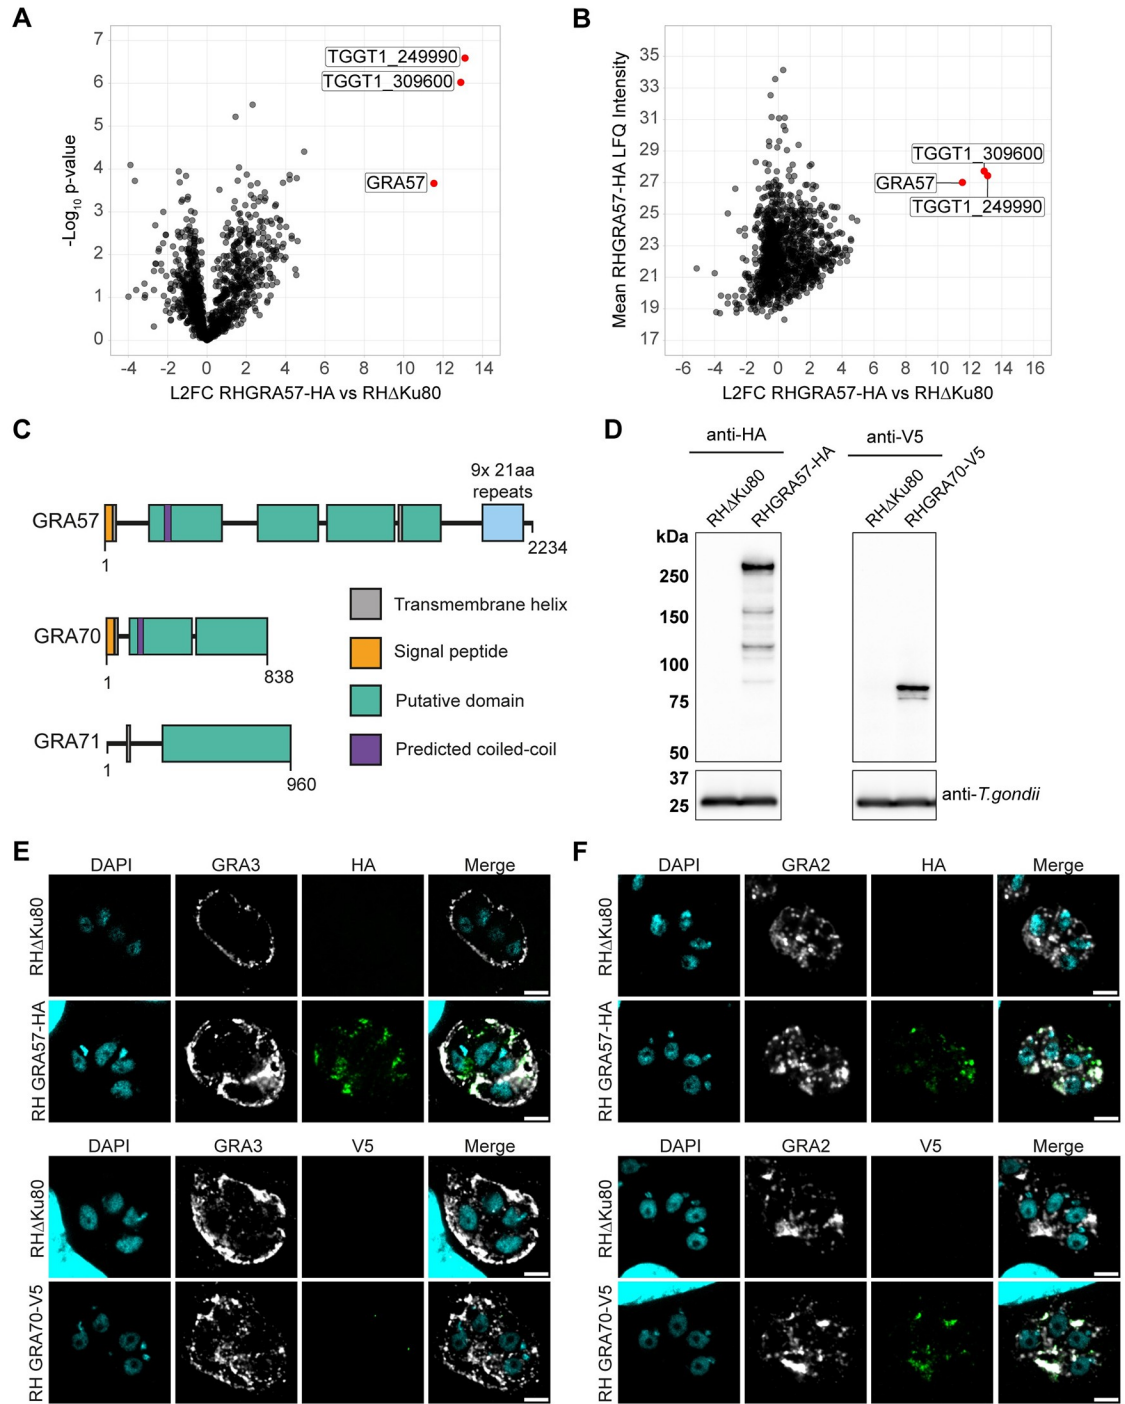 A
7
6
5
4
3
2
1
0
-Log10 p-value
TGGT1_249990
TGGT1_309600
GRA57
-4 -2 0 2 4 6 8 10 12 14
L2FC RHGRA57-HA vs RHΔKu80
B
35
33
31
29
27
25
23
21
19
17
Mean RHGRA57-HA LFQ Intensity
TGGT1_309600
GRA57
TGGT1_249990
-6 -4 -2 0 2 4 6 8 10 12 14 16
L2FC RHGRA57-HA vs RHΔKu80
C
9x 21aa
repeats
GRA57
1
2234
GRA70
1
838
GRA71
1
960
Transmembrane helix
Signal peptide
Putative domain
Predicted coiled-coil
D
anti-HA
anti-V5
RHΔKu80
RHGRA57-HA
RHΔKu80
RHGRA70-V5
kDa
250
150
100
75
50
37
25
anti-T.gondii
E
DAPI GRA3 HA Merge
RHΔKu80
RH GRA57-HA
DAPI GRA3 V5 Merge
RHΔKu80
RH GRA70-V5
F
DAPI GRA2 HA Merge
RHΔKu80
RH GRA57-HA
DAPI GRA2 V5 Merge
RHΔKu80
RH GRA70-V5